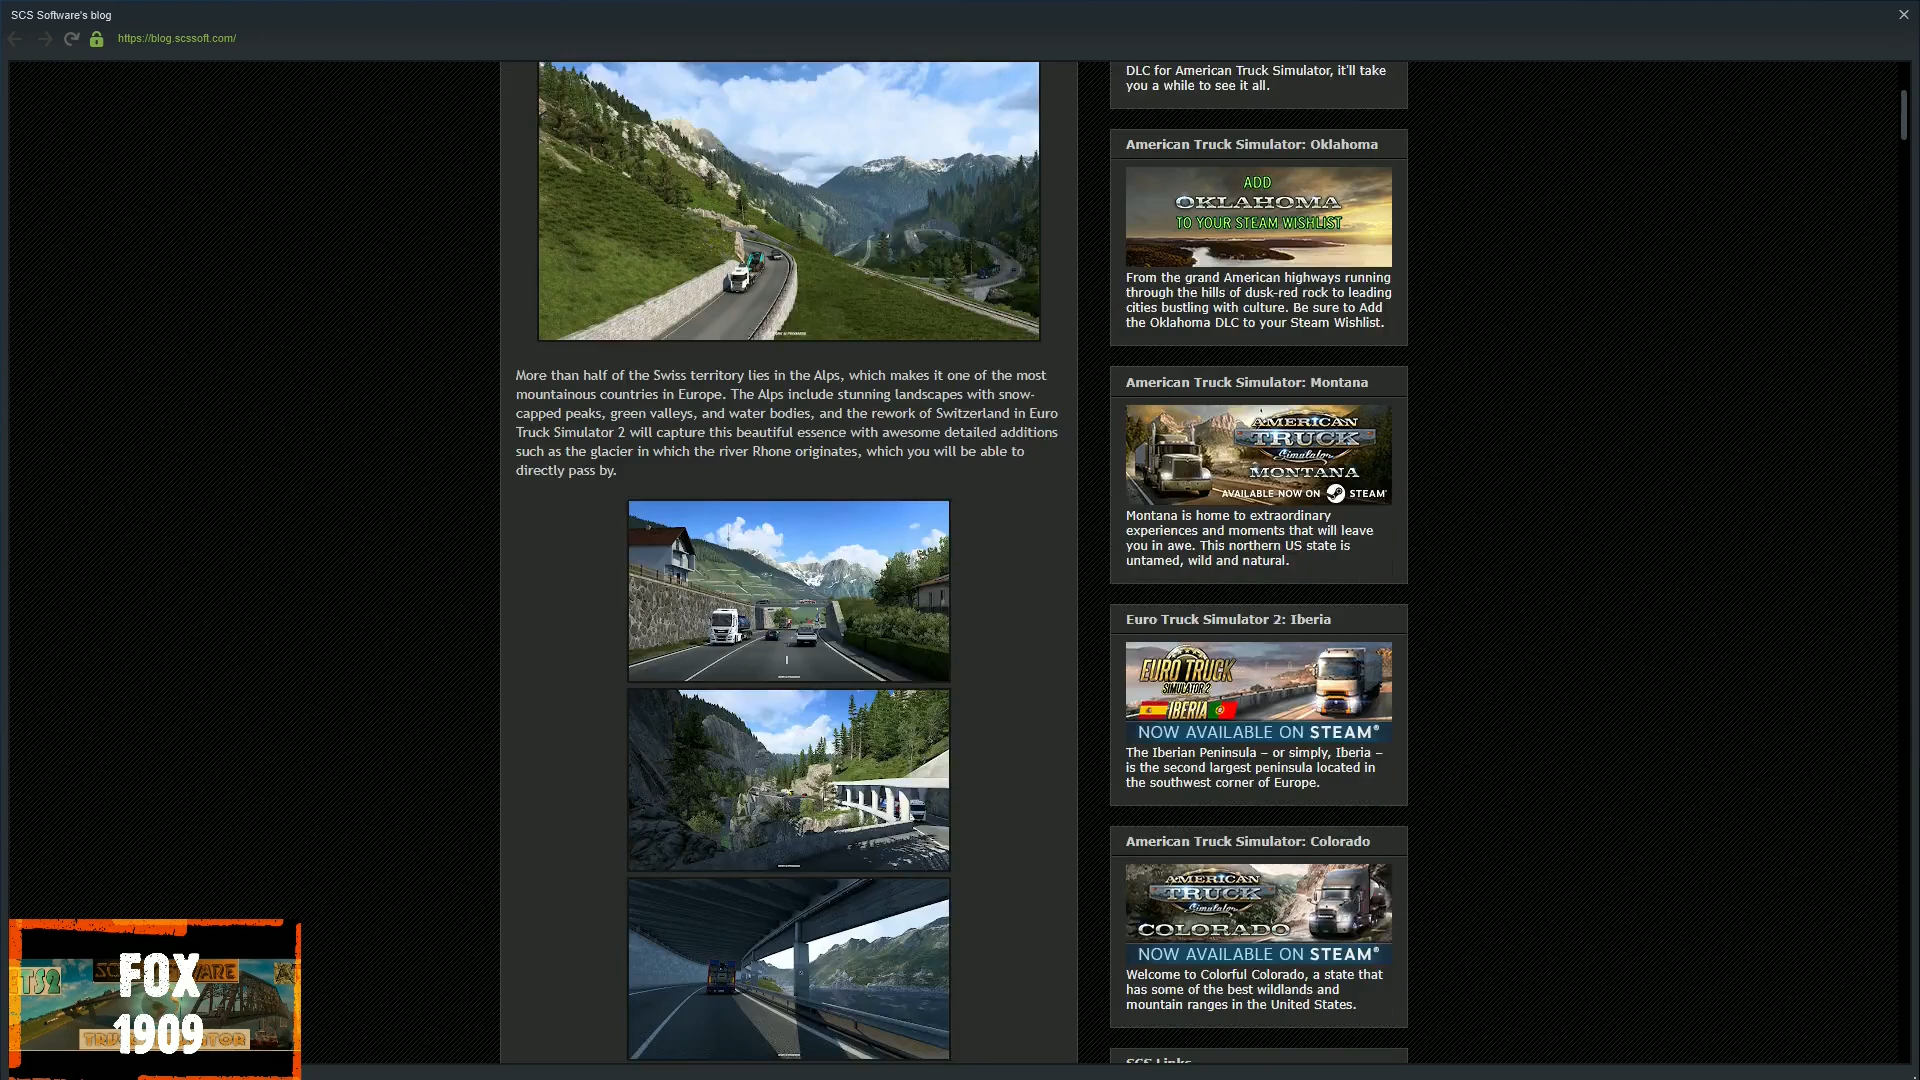 SCS Software's blog
https://blog.scssoft.com/
More than half of the Swiss territory lies in the Alps, which makes it one of the most
mountainous countries in Europe. The Alps include stunning landscapes with snow-
capped peaks, green valleys, and water bodies, and the rework of Switzerland in Euro
Truck Simulator 2 will capture this beautiful essence with awesome detailed additions
such as the glacier in which the river Rhone originates, which you will be able to
directly pass by.
DLC for American Truck Simulator, it'll take
you a while to see it all.
American Truck Simulator: Oklahoma
ADD
OKLAHOMA
TO YOUR STEAM WISHLIST
From the grand American highways running
through the hills of dusk-red rock to leading
cities bustling with culture. Be sure to Add
the Oklahoma DLC to your Steam Wishlist.
American Truck Simulator: Montana
AMERICAN
TRUCK
Simulator
MONTANA
AVAILABLE NOW ON STEAM
Montana is home to extraordinary
experiences and moments that will leave
you in awe. This northern US state is
untamed, wild and natural.
Euro Truck Simulator 2: Iberia
EURO TRUCK
SIMULATOR 2
IBERIA
NOW AVAILABLE ON STEAM®
The Iberian Peninsula – or simply, Iberia –
is the second largest peninsula located in
the southwest corner of Europe.
American Truck Simulator: Colorado
AMERICAN
TRUCK
Simulator
COLORADO
NOW AVAILABLE ON STEAM®
Welcome to Colorful Colorado, a state that
has some of the best wildlands and
mountain ranges in the United States.
SCS Links
ETS2
FOX
1909